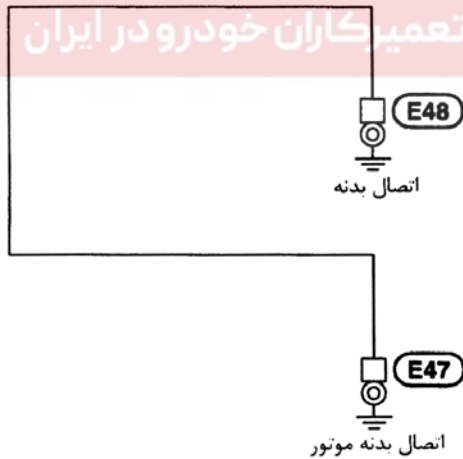 تعمیرکاران خودرو در ایران
E48
اتصال بدنه
E47
اتصال بدنه موتور